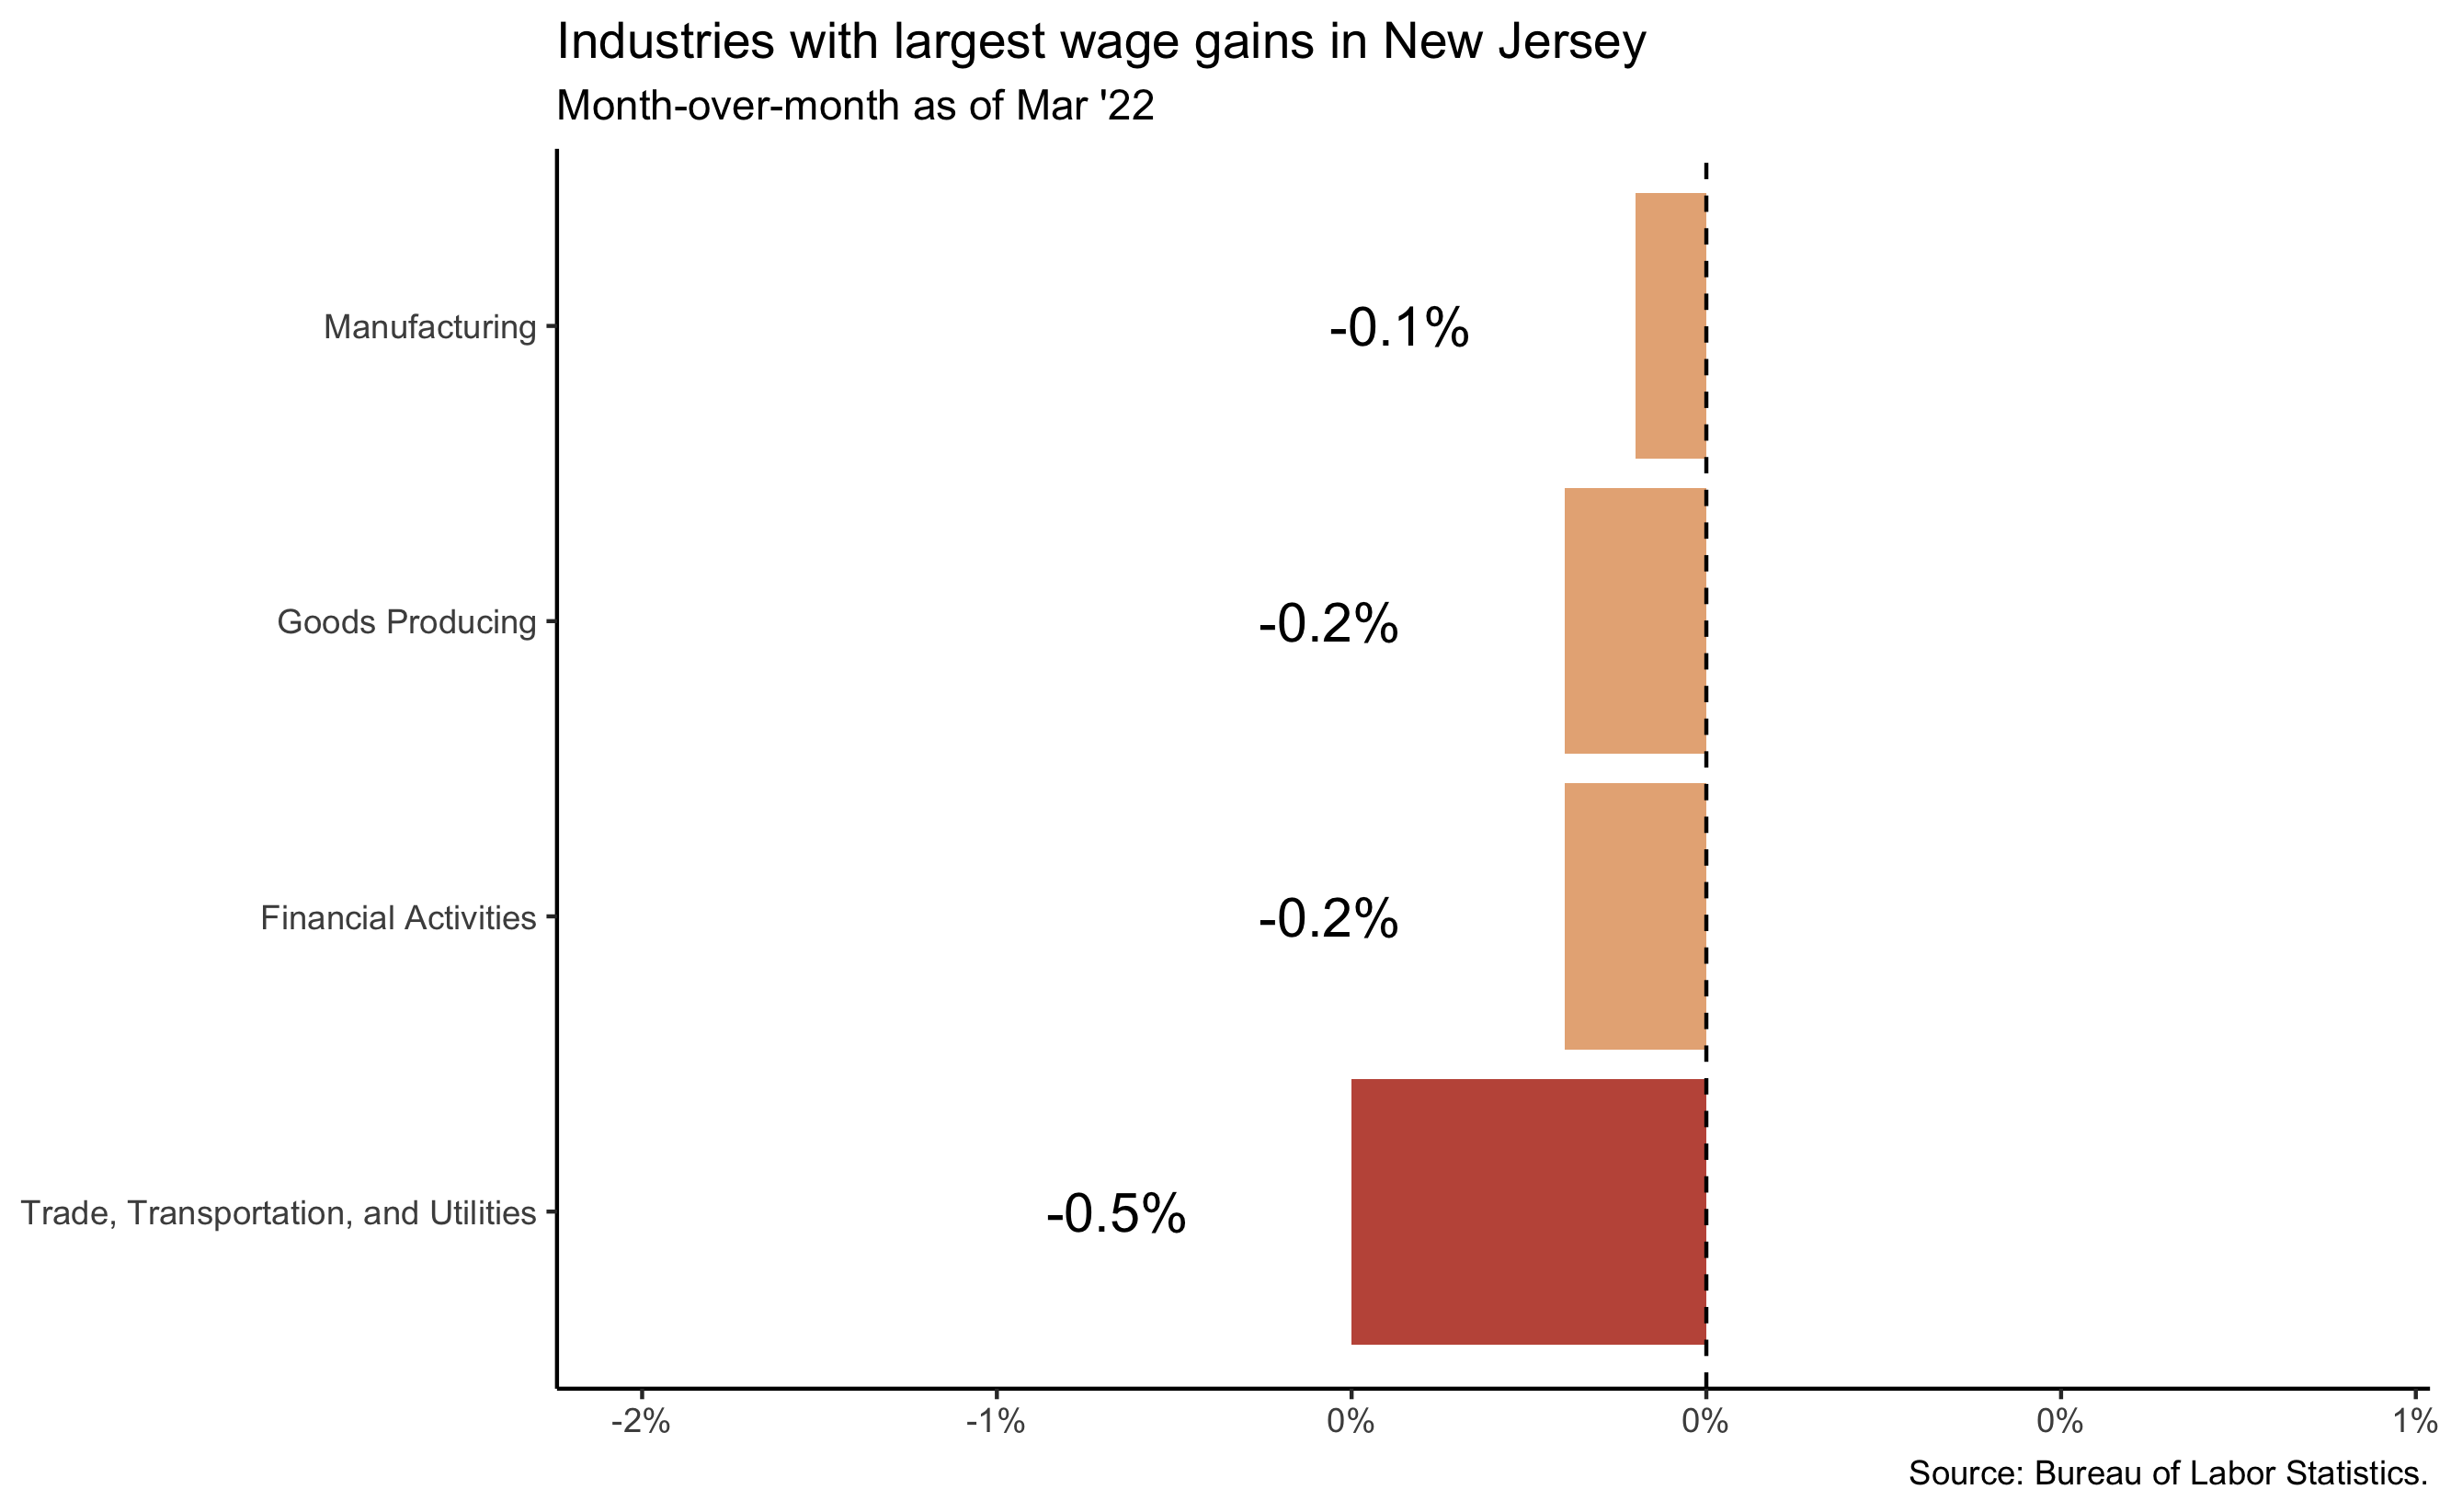 Industries with largest wage gains in New Jersey
Month-over-month as of Mar '22
Manufacturing
-0.1%
Goods Producing
-0.2%
Financial Activities
-0.2%
Trade, Transportation, and Utilities
-0.5%
-2% -1% 0% 0% 0% 1%
Source: Bureau of Labor Statistics.